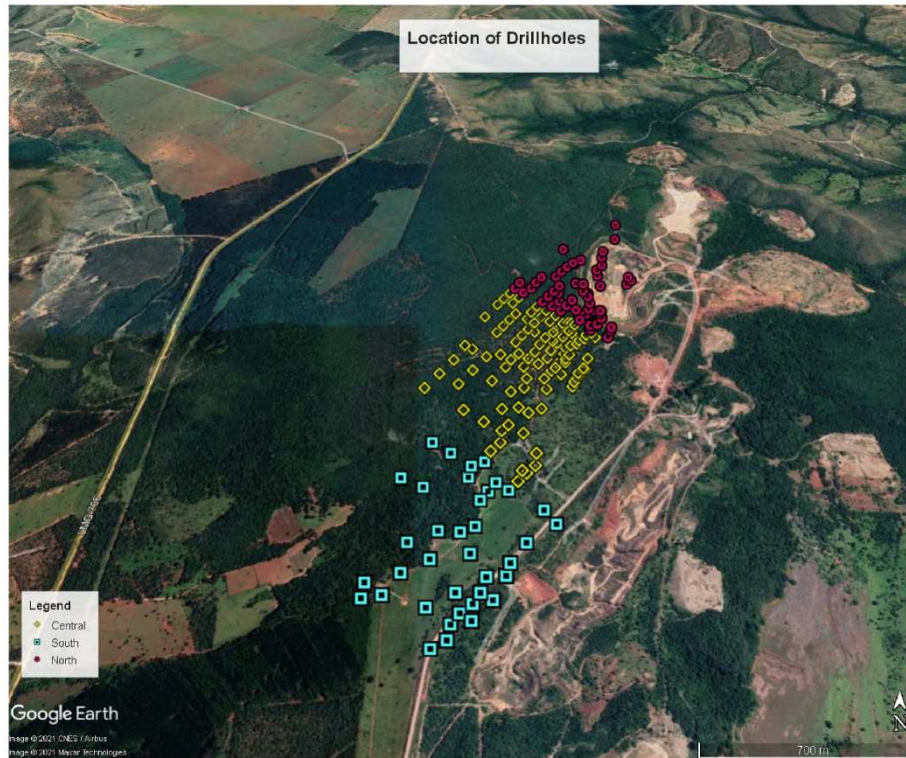 Location of Drillholes
Legend
Central
South
North
Google Earth
Image © 2021 CNES / Airbus
Image © 2021 Maxar Technologies
N
700 m